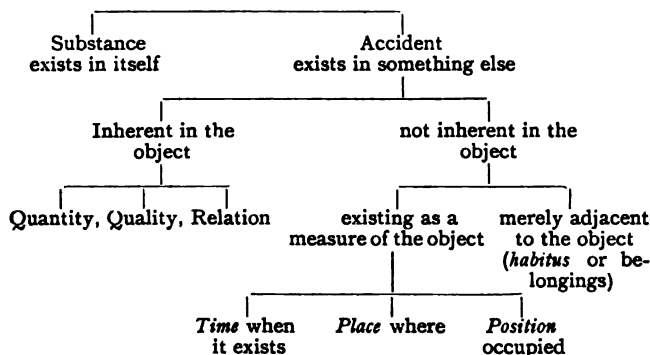 Substance Accident
exists in itself exists in something else
Inherent in the not inherent in the
object object
Quantity, Quality, Relation existing as a merely adjacent
measure of the object to the object
(habitus or be-
longings)
Time when Place where Position
it exists occupied